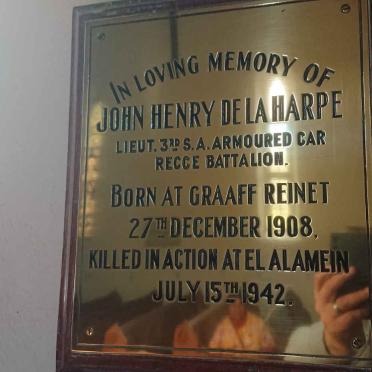 IN LOVING MEMORY OF
JOHN HENRY DE LA HARPE
LIEUT. 3RD S.A. ARMOURED CAR
RECCE BATTALION.
BORN AT GRAAFF REINET
27TH DECEMBER 1908,
KILLED IN ACTION AT EL ALAMEIN
JULY 15TH 1942.